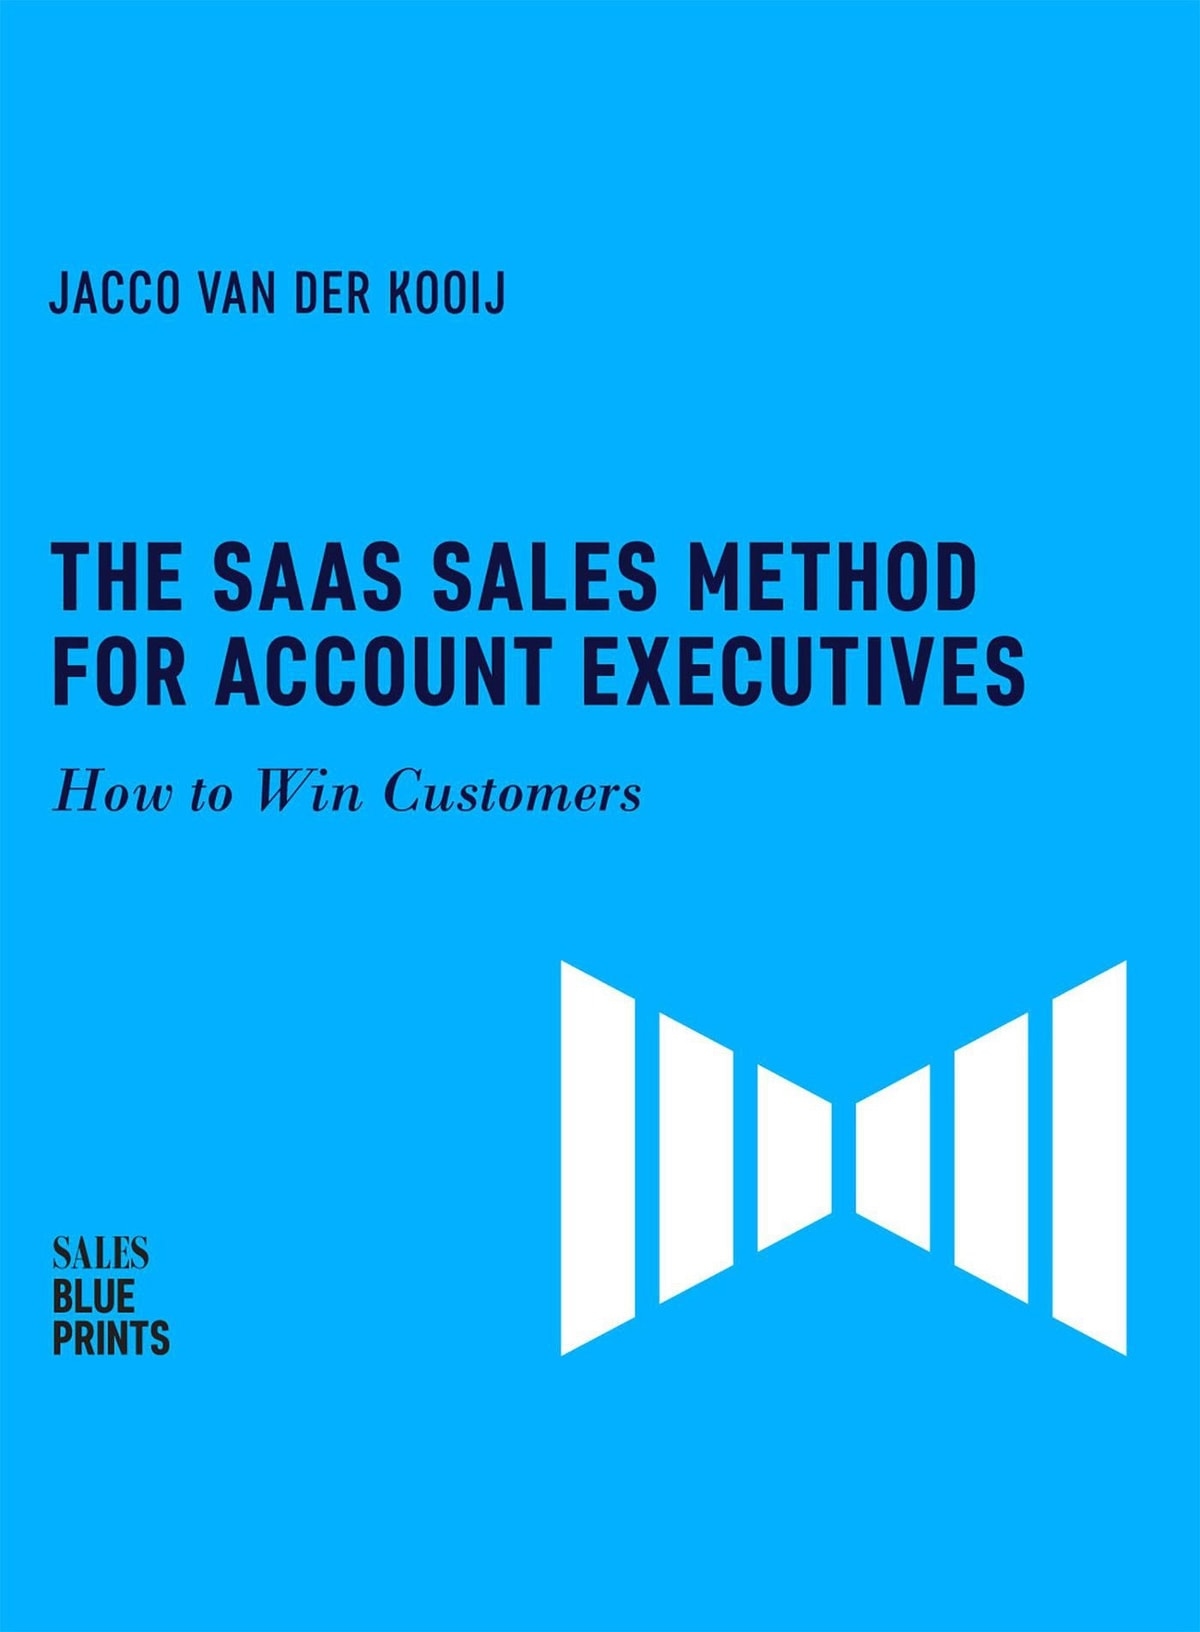 JACCO VAN DER KOOIJ
THE SAAS SALES METHOD
FOR ACCOUNT EXECUTIVES
How to Win Customers
SALES
BLUE
PRINTS